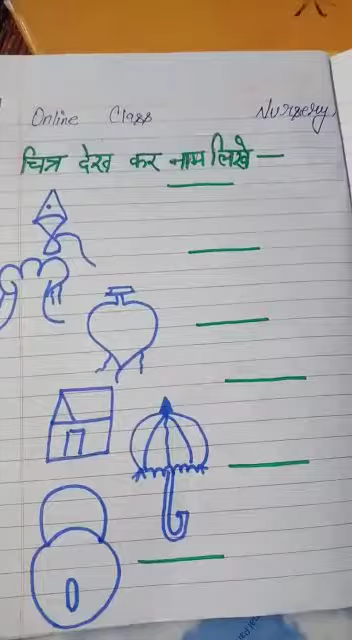 Online Class Nursery
चित्र देख कर नाम लिखे —